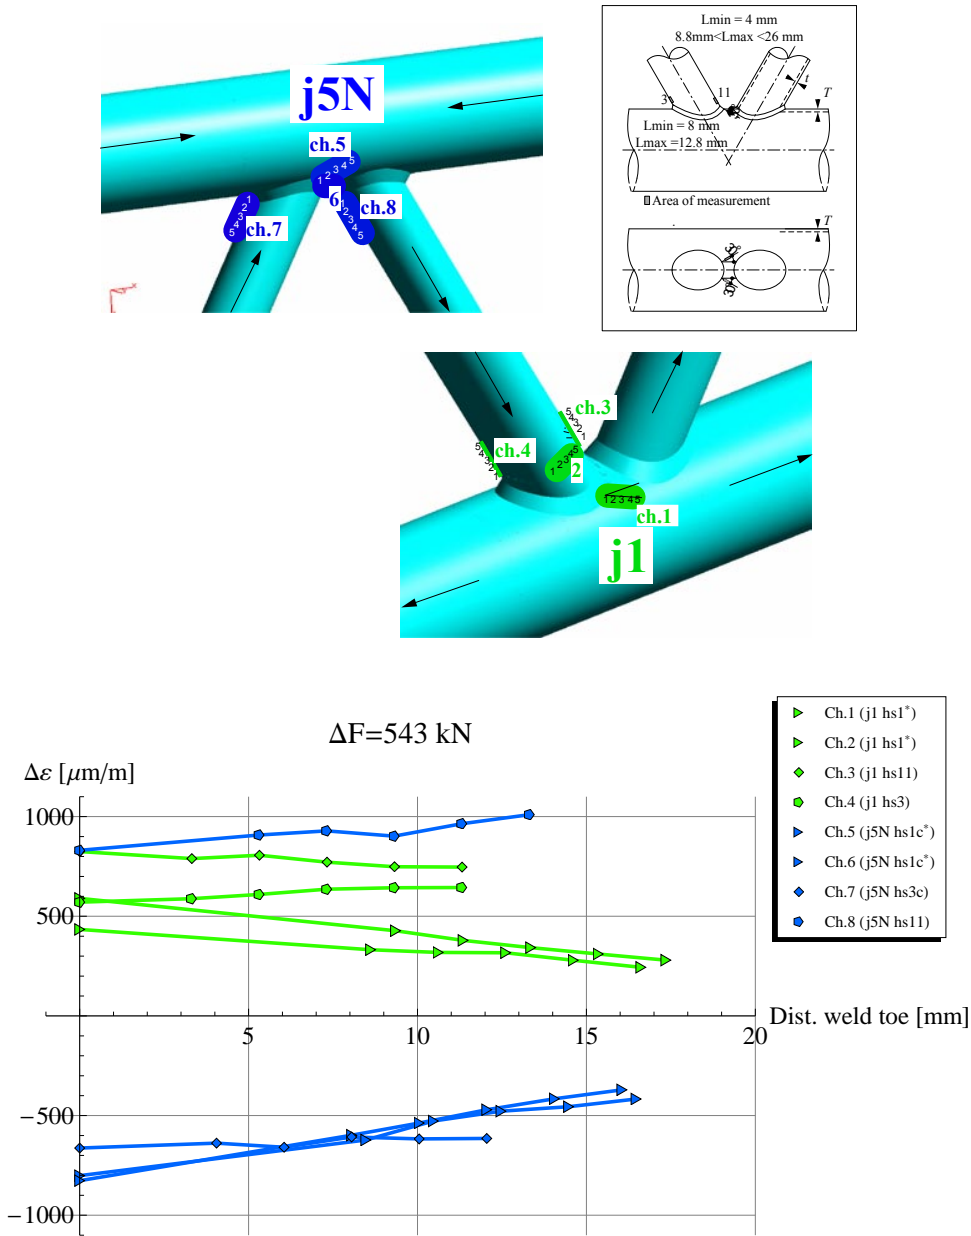 j5N
ch.5
1 2 3 4 5
6
1 2 3 4 5
ch.7
1 2 3 4 5
ch.8
x
Lmin = 4 mm
8.8mm<Lmax <26 mm
t
3
11
T
Lmin = 8 mm
Lmax =12.8 mm
Area of measurement
T
30°
30°
5 4 3 2 1
ch.3
5 4 3 2 1
ch.4
1 2 3 4 5
2
1 2 3 4 5
ch.1
j1
ΔF=543 kN
Δε [μm/m]
1000
500
5
10
15
20
Dist. weld toe [mm]
−500
−1000
Ch.1 (j1 hs1*)
Ch.2 (j1 hs1*)
Ch.3 (j1 hs11)
Ch.4 (j1 hs3)
Ch.5 (j5N hs1c*)
Ch.6 (j5N hs1c*)
Ch.7 (j5N hs3c)
Ch.8 (j5N hs11)